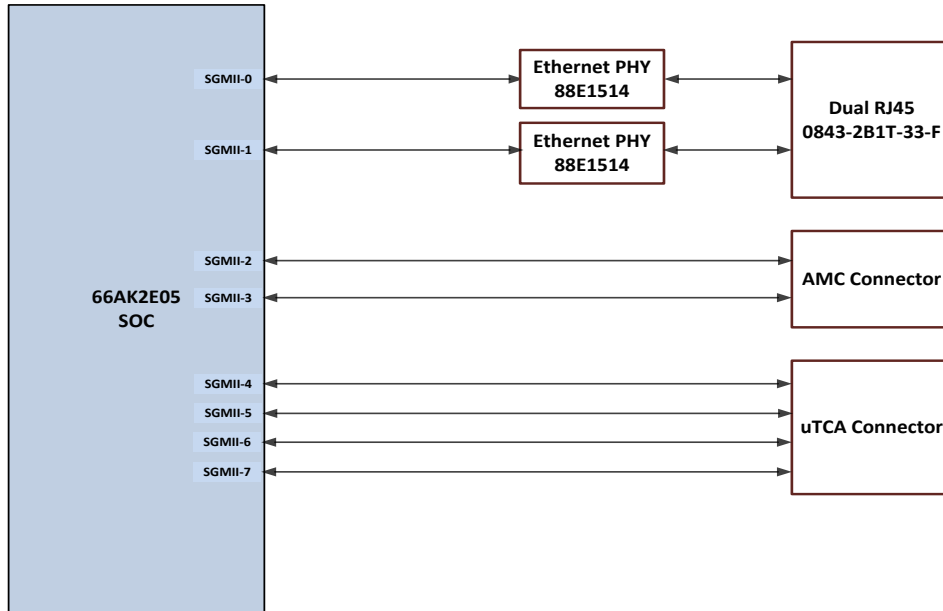 SGMII-0
Ethernet PHY
88E1514
SGMII-1
Ethernet PHY
88E1514
Dual RJ45
0843-2B1T-33-F
SGMII-2
SGMII-3
AMC Connector
66AK2E05
SOC
SGMII-4
SGMII-5
SGMII-6
SGMII-7
uTCA Connector